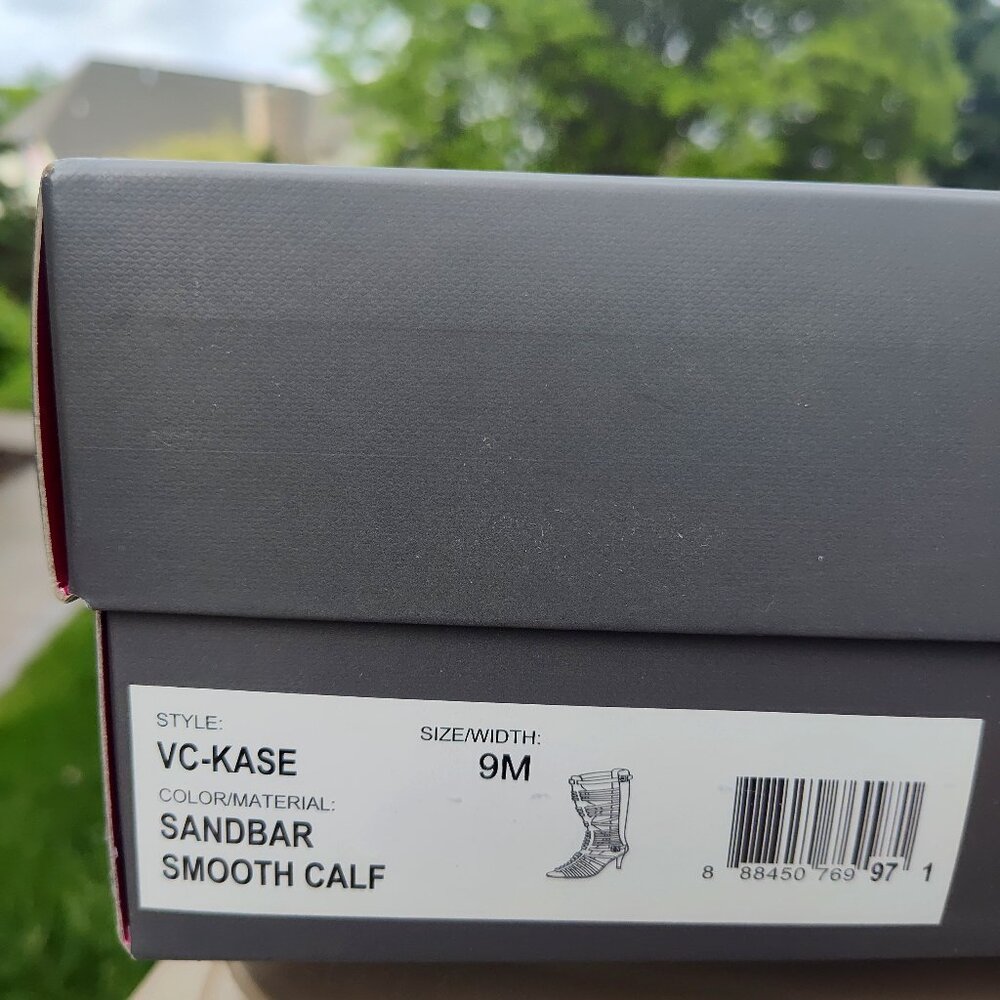 STYLE:
VC-KASE
SIZE/WIDTH:
9M
COLOR/MATERIAL:
SANDBAR
SMOOTH CALF
8 88450 769 97 1